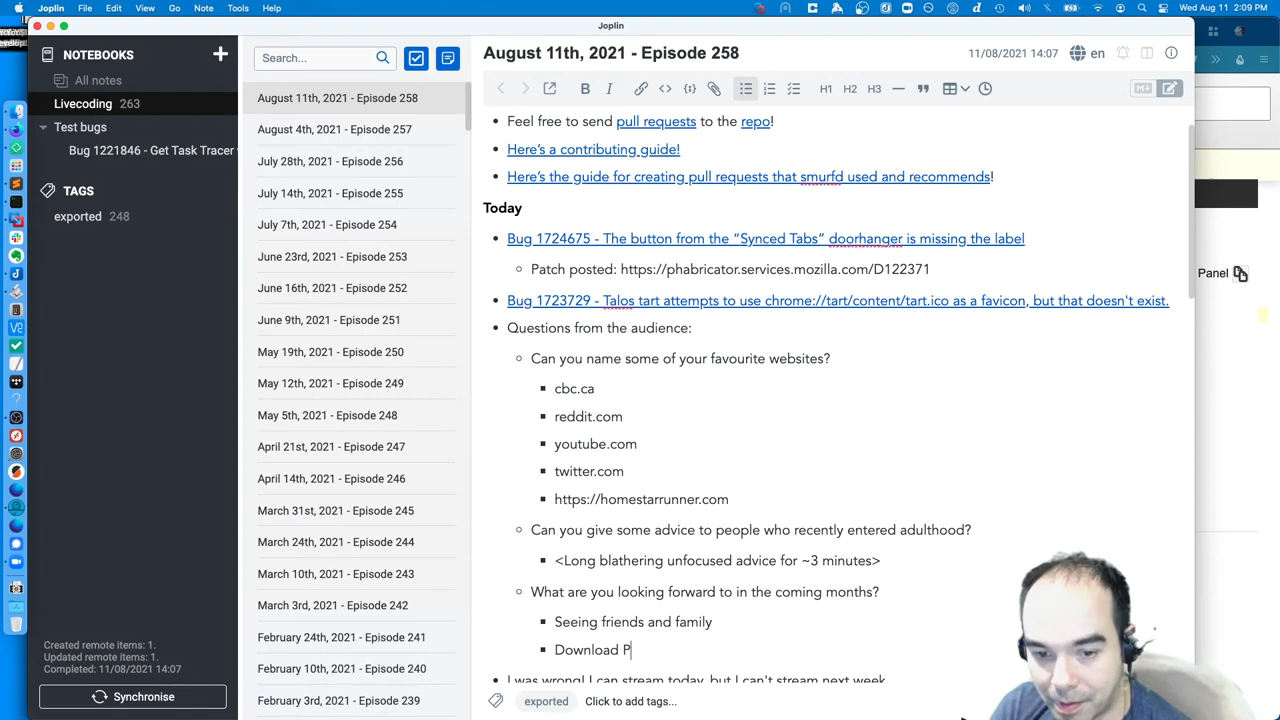 Joplin File Edit View Go Note Tools Help
Wed Aug 11 2:09 PM
Joplin
NOTEBOOKS
All notes
Livecoding 263
Test bugs
Bug 1221846 - Get Task Tracer
TAGS
exported 248
Created remote items: 1.
Updated remote items: 1.
Completed: 11/08/2021 14:07
Synchronise
Search...
August 11th, 2021 - Episode 258
August 4th, 2021 - Episode 257
July 28th, 2021 - Episode 256
July 14th, 2021 - Episode 255
July 7th, 2021 - Episode 254
June 23rd, 2021 - Episode 253
June 16th, 2021 - Episode 252
June 9th, 2021 - Episode 251
May 19th, 2021 - Episode 250
May 12th, 2021 - Episode 249
May 5th, 2021 - Episode 248
April 21st, 2021 - Episode 247
April 14th, 2021 - Episode 246
March 31st, 2021 - Episode 245
March 24th, 2021 - Episode 244
March 10th, 2021 - Episode 243
March 3rd, 2021 - Episode 242
February 24th, 2021 - Episode 241
February 10th, 2021 - Episode 240
February 3rd, 2021 - Episode 239
August 11th, 2021 - Episode 258
11/08/2021 14:07
en
B I H1 H2 H3
Feel free to send pull requests to the repo!
Here's a contributing guide!
Here's the guide for creating pull requests that smurfd used and recommends!
Today
Bug 1724675 - The button from the “Synced Tabs” doorhanger is missing the label
Patch posted: https://phabricator.services.mozilla.com/D122371
Bug 1723729 - Talos tart attempts to use chrome://tart/content/tart.ico as a favicon, but that doesn't exist.
Questions from the audience:
Can you name some of your favourite websites?
cbc.ca
reddit.com
youtube.com
twitter.com
https://homestarrunner.com
Can you give some advice to people who recently entered adulthood?
<Long blathering unfocused advice for ~3 minutes>
What are you looking forward to in the coming months?
Seeing friends and family
Download P
I was wrong! I can stream today, but I can't stream next week
exported
Click to add tags...
Panel